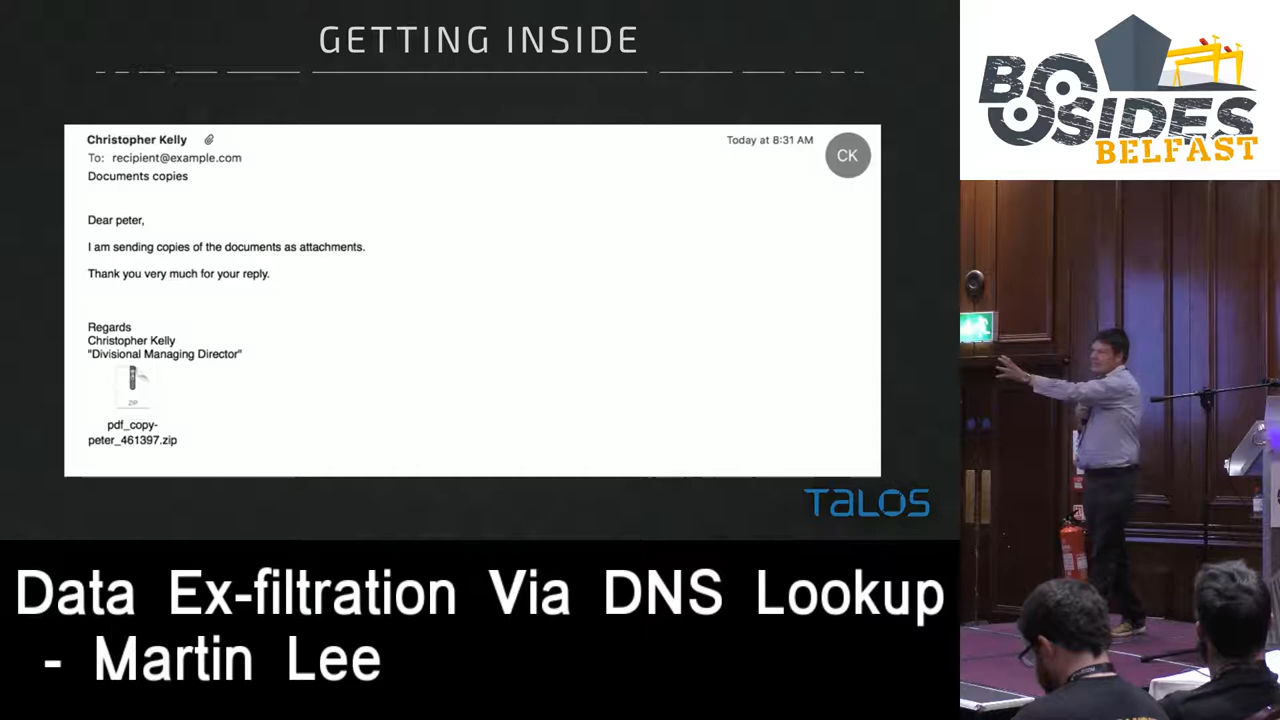 GETTING INSIDE
Christopher Kelly
Today at 8:31 AM
CK
To: recipient@example.com
Documents copies
Dear peter,
I am sending copies of the documents as attachments.
Thank you very much for your reply.
Regards
Christopher Kelly
"Divisional Managing Director"
ZIP
pdf_copy-
peter_461397.zip
TALOS
BSIDES
BELFAST
Data Ex-filtration Via DNS Lookup
- Martin Lee